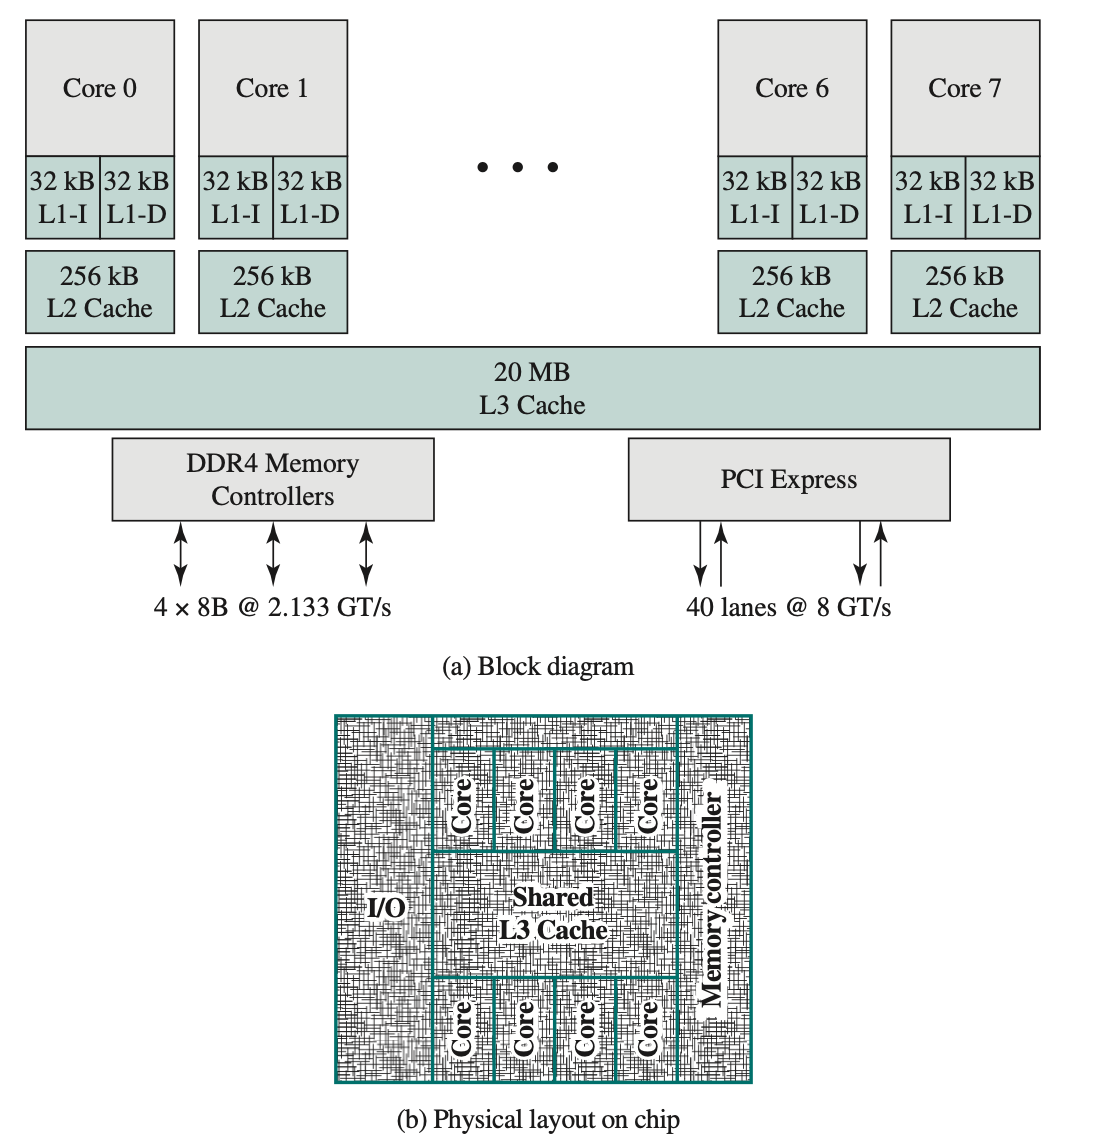 Core 0
Core 1
Core 6
Core 7
• • •
32 kB
L1-I
32 kB
L1-D
32 kB
L1-I
32 kB
L1-D
32 kB
L1-I
32 kB
L1-D
32 kB
L1-I
32 kB
L1-D
256 kB
L2 Cache
256 kB
L2 Cache
256 kB
L2 Cache
256 kB
L2 Cache
20 MB
L3 Cache
DDR4 Memory
Controllers
PCI Express
4 × 8B @ 2.133 GT/s
40 lanes @ 8 GT/s
(a) Block diagram
Core
Core
Core
Core
I/O
Shared
L3 Cache
Memory controller
Core
Core
Core
Core
(b) Physical layout on chip